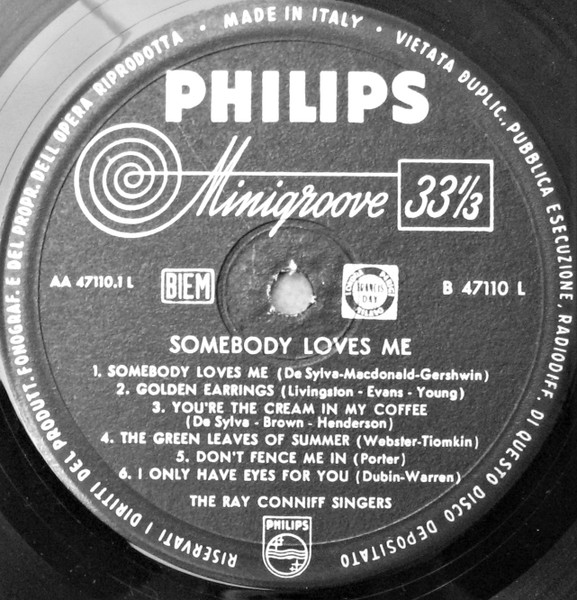 RISERVATI I DIRITTI DEL PRODUTT. FONOGRAF. E DEL PROPR. DELL'OPERA RIPRODOTTA • MADE IN ITALY • VIETATA DUPLIC., PUBBLICA ESECUZIONE, RADIODIFF. DI QUESTO DISCO DEPOSITATO
PHILIPS
Minigroove 33⅓
AA 47110.1 L BIEM FRANCIS DAY MILANO B 47110 L
SOMEBODY LOVES ME
1. SOMEBODY LOVES ME (De Sylva-Macdonald-Gershwin)
2. GOLDEN EARRINGS (Livingston - Evans - Young)
3. YOU'RE THE CREAM IN MY COFFEE
(De Sylva - Brown - Henderson)
4. THE GREEN LEAVES OF SUMMER (Webster-Tiomkin)
5. DON'T FENCE ME IN (Porter)
6. I ONLY HAVE EYES FOR YOU (Dubin-Warren)
THE RAY CONNIFF SINGERS
PHILIPS